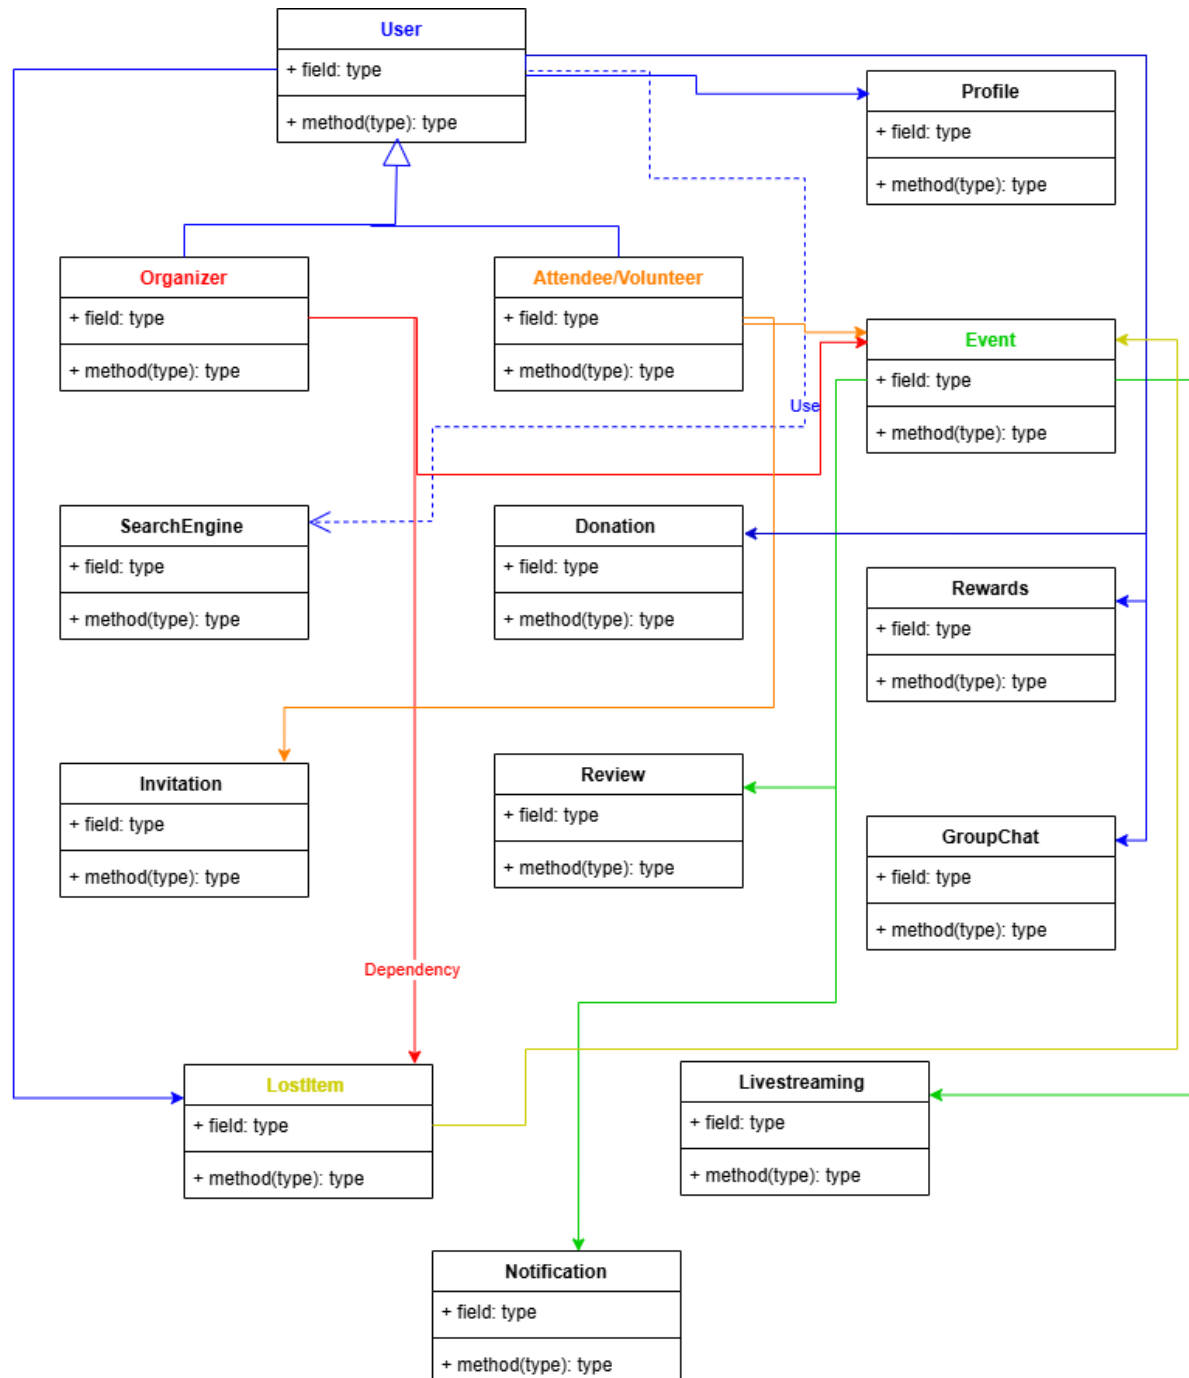 User
+ field: type
+ method(type): type
Profile
+ field: type
+ method(type): type
Organizer
+ field: type
+ method(type): type
Attendee/Volunteer
+ field: type
+ method(type): type
Event
+ field: type
+ method(type): type
Use
SearchEngine
+ field: type
+ method(type): type
Donation
+ field: type
+ method(type): type
Rewards
+ field: type
+ method(type): type
Invitation
+ field: type
+ method(type): type
Review
+ field: type
+ method(type): type
GroupChat
+ field: type
+ method(type): type
Dependency
LostItem
+ field: type
+ method(type): type
Livestreaming
+ field: type
+ method(type): type
Notification
+ field: type
+ method(type): type